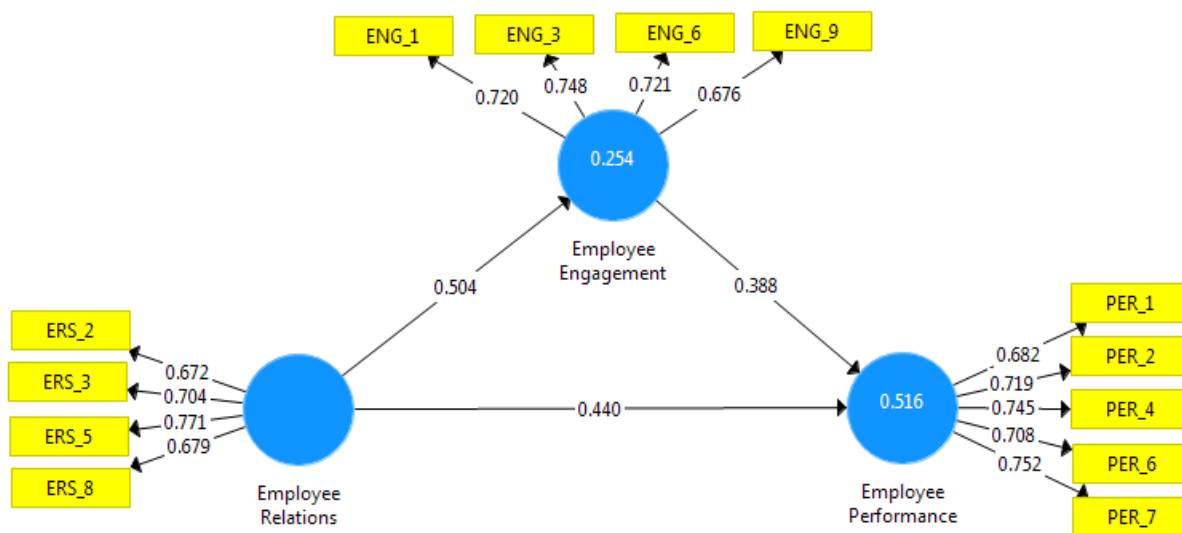 ENG_1
ENG_3
ENG_6
ENG_9
0.720
0.748
0.721
0.676
0.254
Employee
Engagement
0.504
0.388
ERS_2
ERS_3
ERS_5
ERS_8
0.672
0.704
0.771
0.679
Employee
Relations
0.440
0.516
Employee
Performance
0.682
0.719
0.745
0.708
0.752
PER_1
PER_2
PER_4
PER_6
PER_7